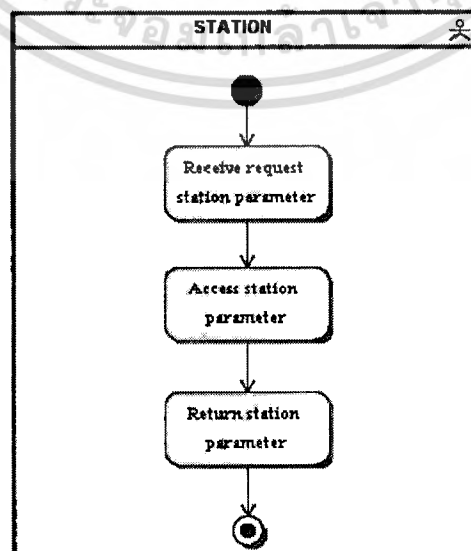 STATION
Receive request
station parameter
Access station
parameter
Return station
parameter